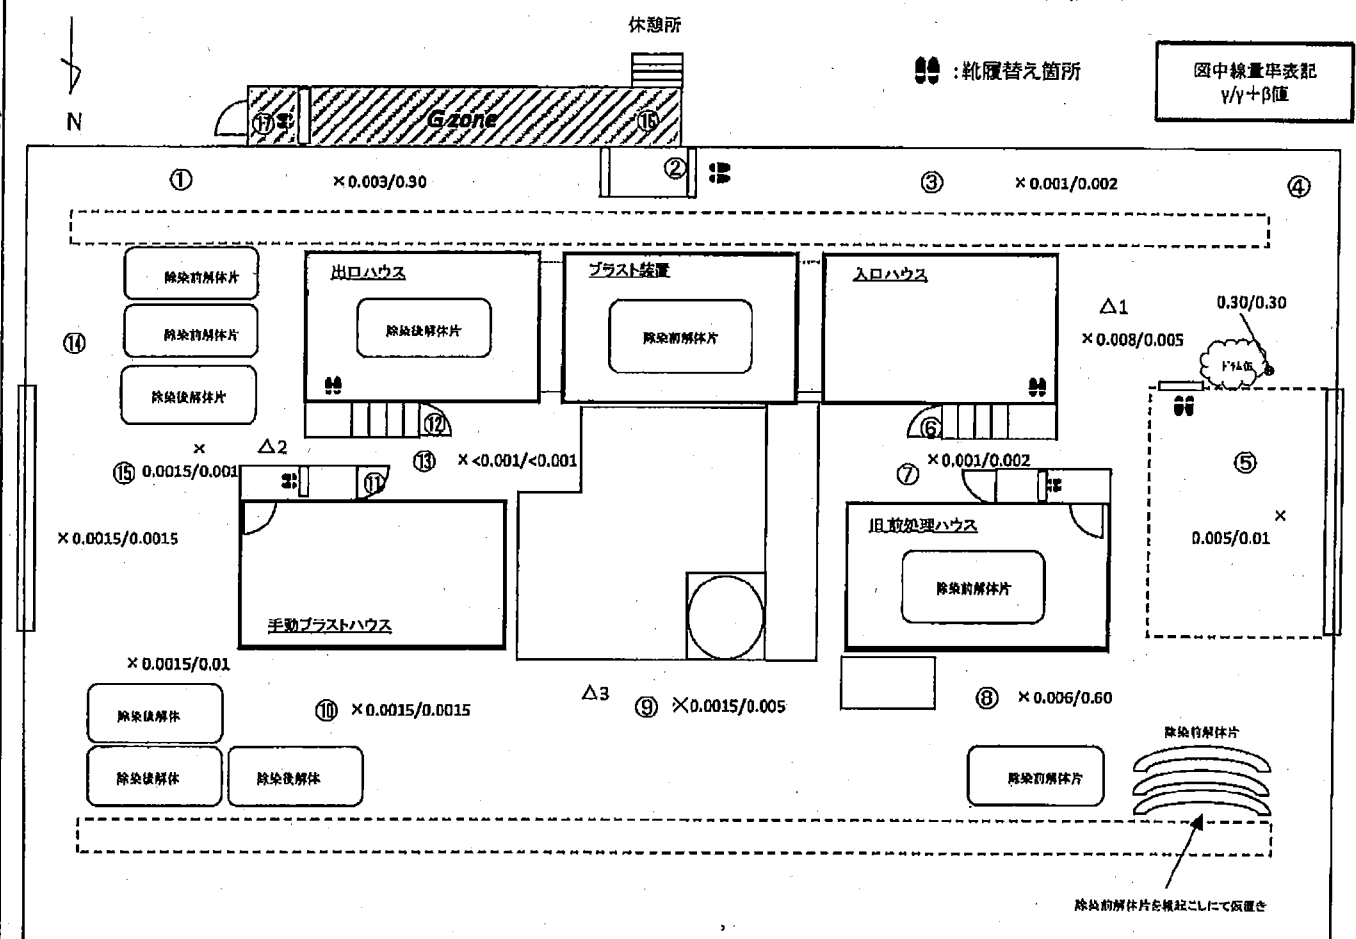 休憩所
:靴履替え箇所
図中線量率表記
γ/γ+β値
N
⑰
G zone
⑯
①
×0.003/0.30
②
③
×0.001/0.002
④
除染前解体片
除染前解体片
除染後解体片
出口ハウス
除染後解体片
ブラスト装置
除染前解体片
入口ハウス
△1
×0.008/0.005
0.30/0.30
ドラム缶
⑭
⑫
⑥
⑤
×
0.005/0.01
×
⑮ 0.0015/0.001
△2
⑪
⑬ ×<0.001/<0.001
⑦
×0.001/0.002
×0.0015/0.0015
手動ブラストハウス
旧前処理ハウス
除染前解体片
×0.0015/0.01
除染後解体
除染後解体
除染後解体
⑩ ×0.0015/0.0015
△3
⑨ ×0.0015/0.005
⑧ ×0.006/0.60
除染前解体片
除染前解体片
除染前解体片を縦起こしにて仮置き